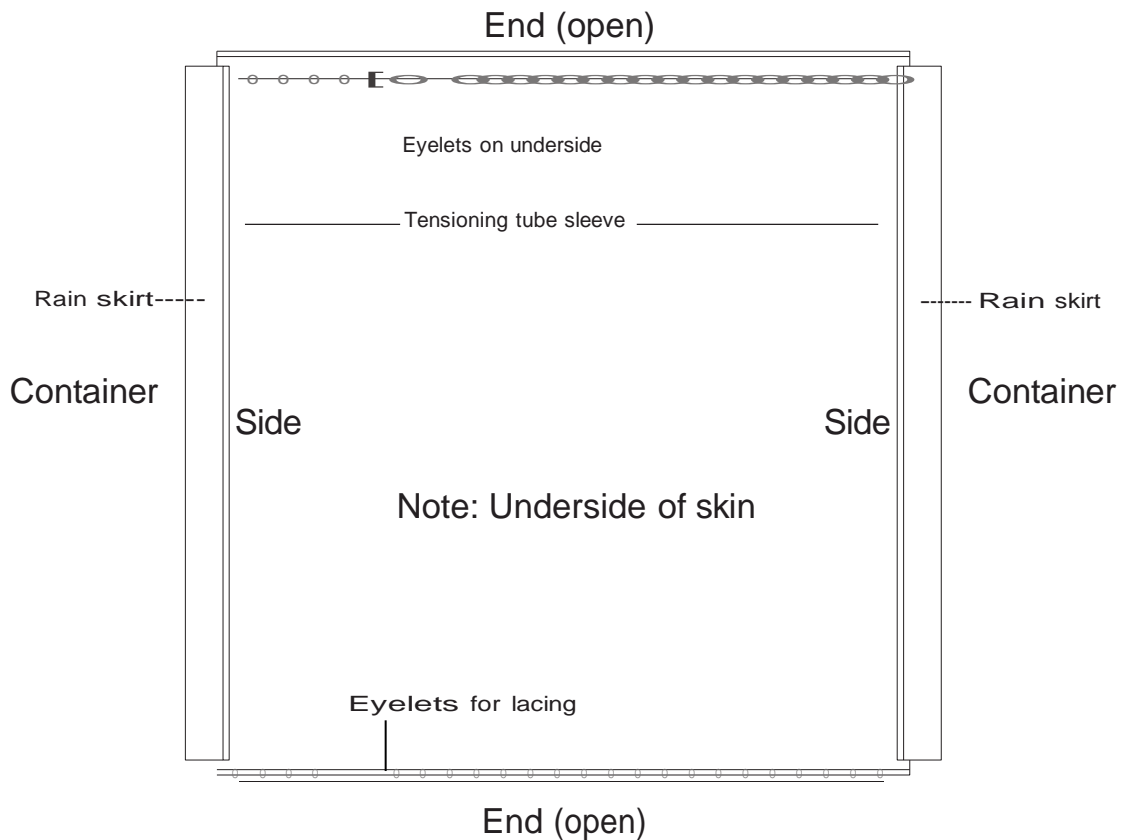 End (open)
Eyelets on underside
Tensioning tube sleeve
Rain skirt
Rain skirt
Container
Container
Side
Side
Note: Underside of skin
Eyelets for lacing
End (open)